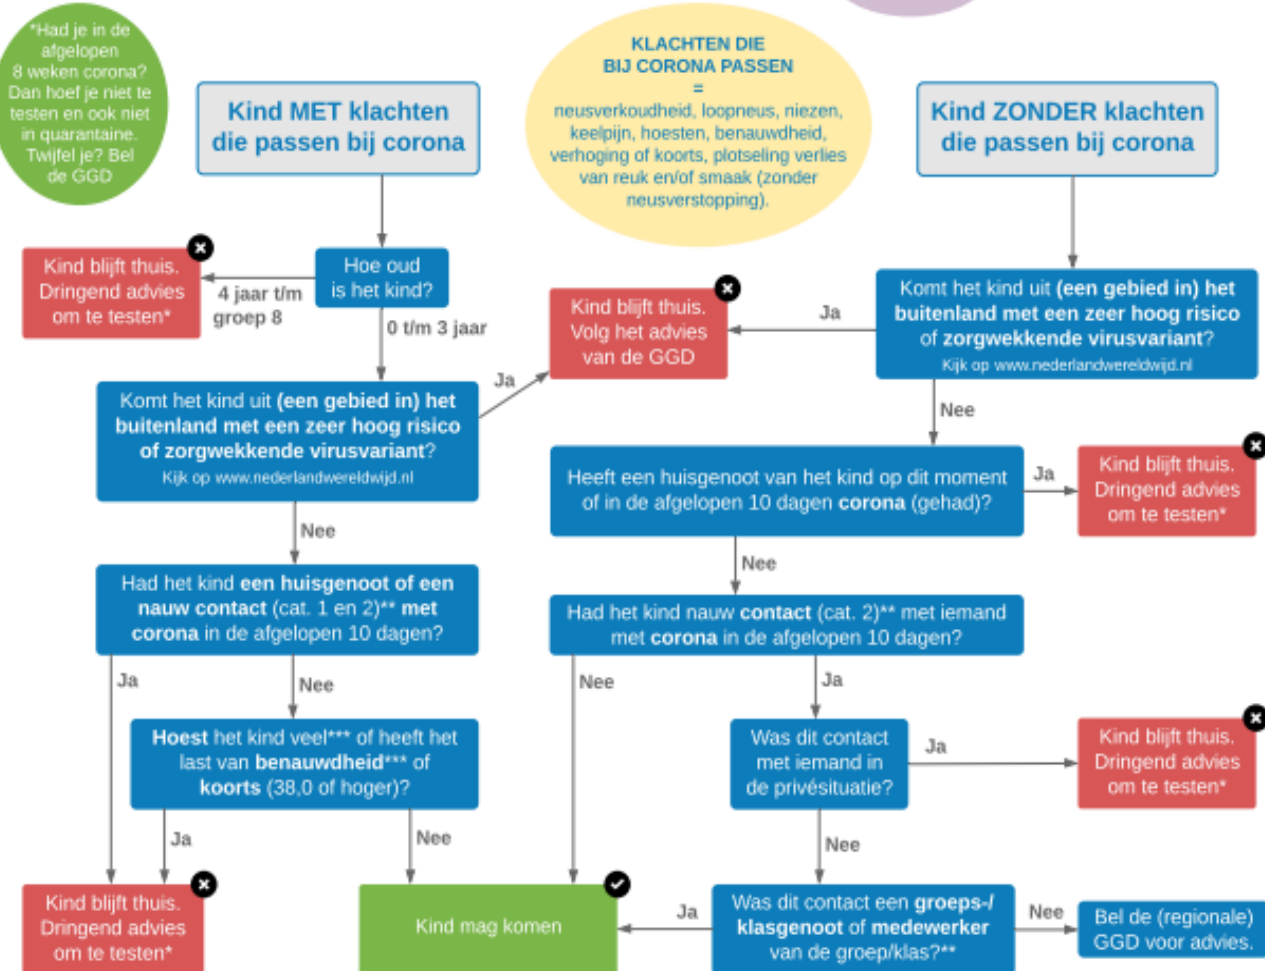 *Had je in de
afgelopen
8 weken corona?
Dan hoef je niet te
testen en ook niet
in quarantaine.
Twijfel je? Bel
de GGD
KLACHTEN DIE
BIJ CORONA PASSEN
=
neusverkoudheid, loopneus, niezen,
keelpijn, hoesten, benauwdheid,
verhoging of koorts, plotseling verlies
van reuk en/of smaak (zonder
neusverstopping).
Kind MET klachten
die passen bij corona
Hoe oud
is het kind?
4 jaar t/m
groep 8
Kind blijft thuis.
Dringend advies
om te testen*
0 t/m 3 jaar
Komt het kind uit (een gebied in) het
buitenland met een zeer hoog risico
of zorgwekkende virusvariant?
Kijk op www.nederlandwereldwijd.nl
Ja
Kind blijft thuis.
Volg het advies
van de GGD
Nee
Had het kind een huisgenoot of een
nauw contact (cat. 1 en 2)** met
corona in de afgelopen 10 dagen?
Ja
Nee
Hoest het kind veel*** of heeft het
last van benauwdheid*** of
koorts (38,0 of hoger)?
Ja
Nee
Kind blijft thuis.
Dringend advies
om te testen*
Kind mag komen
Kind ZONDER klachten
die passen bij corona
Komt het kind uit (een gebied in) het
buitenland met een zeer hoog risico
of zorgwekkende virusvariant?
Kijk op www.nederlandwereldwijd.nl
Ja
Nee
Heeft een huisgenoot van het kind op dit moment
of in de afgelopen 10 dagen corona (gehad)?
Ja
Kind blijft thuis.
Dringend advies
om te testen*
Nee
Had het kind nauw contact (cat. 2)** met iemand
met corona in de afgelopen 10 dagen?
Nee
Ja
Was dit contact
met iemand in
de privésituatie?
Ja
Kind blijft thuis.
Dringend advies
om te testen*
Nee
Was dit contact een groeps-/
klasgenoot of medewerker
van de groep/klas?**
Ja
Nee
Bel de (regionale)
GGD voor advies.